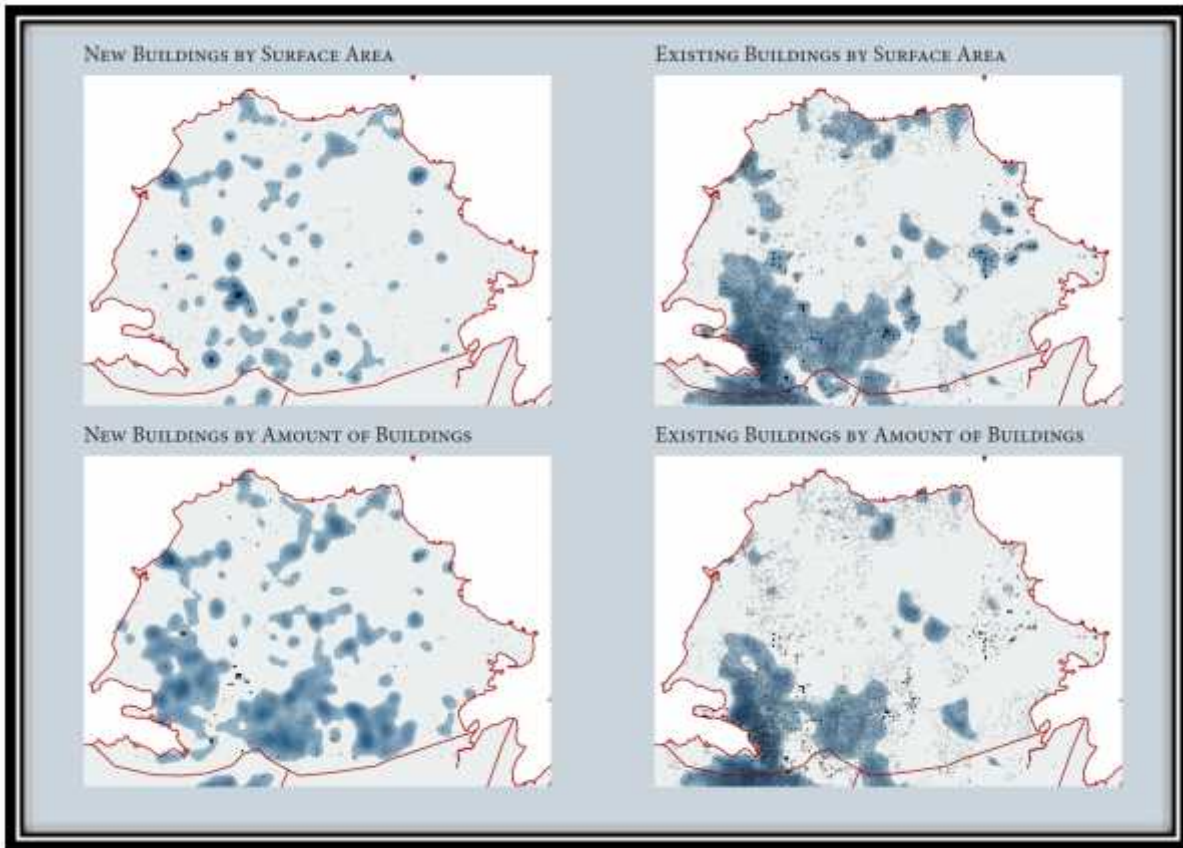 New Buildings by Surface Area
Existing Buildings by Surface Area
New Buildings by Amount of Buildings
Existing Buildings by Amount of Buildings